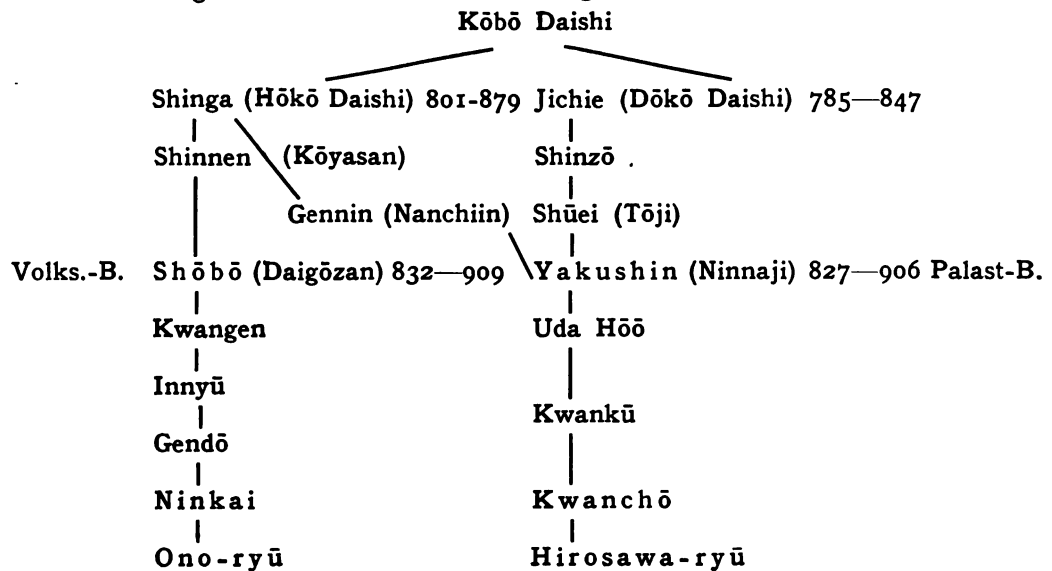 Kōbō Daishi
Shinga (Hōkō Daishi) 801-879 Jichie (Dōkō Daishi) 785—847
Shinnen (Kōyasan) Shinzō .
Gennin (Nanchiin) Shūei (Tōji)
Volks.-B. Shōbō (Daigōzan) 832—909 Yakushin (Ninnaji) 827—906 Palast-B.
Kwangen Uda Hōō
Innyū
Kwankū
Gendō
Ninkai Kwanchō
Ono-ryū Hirosawa-ryū